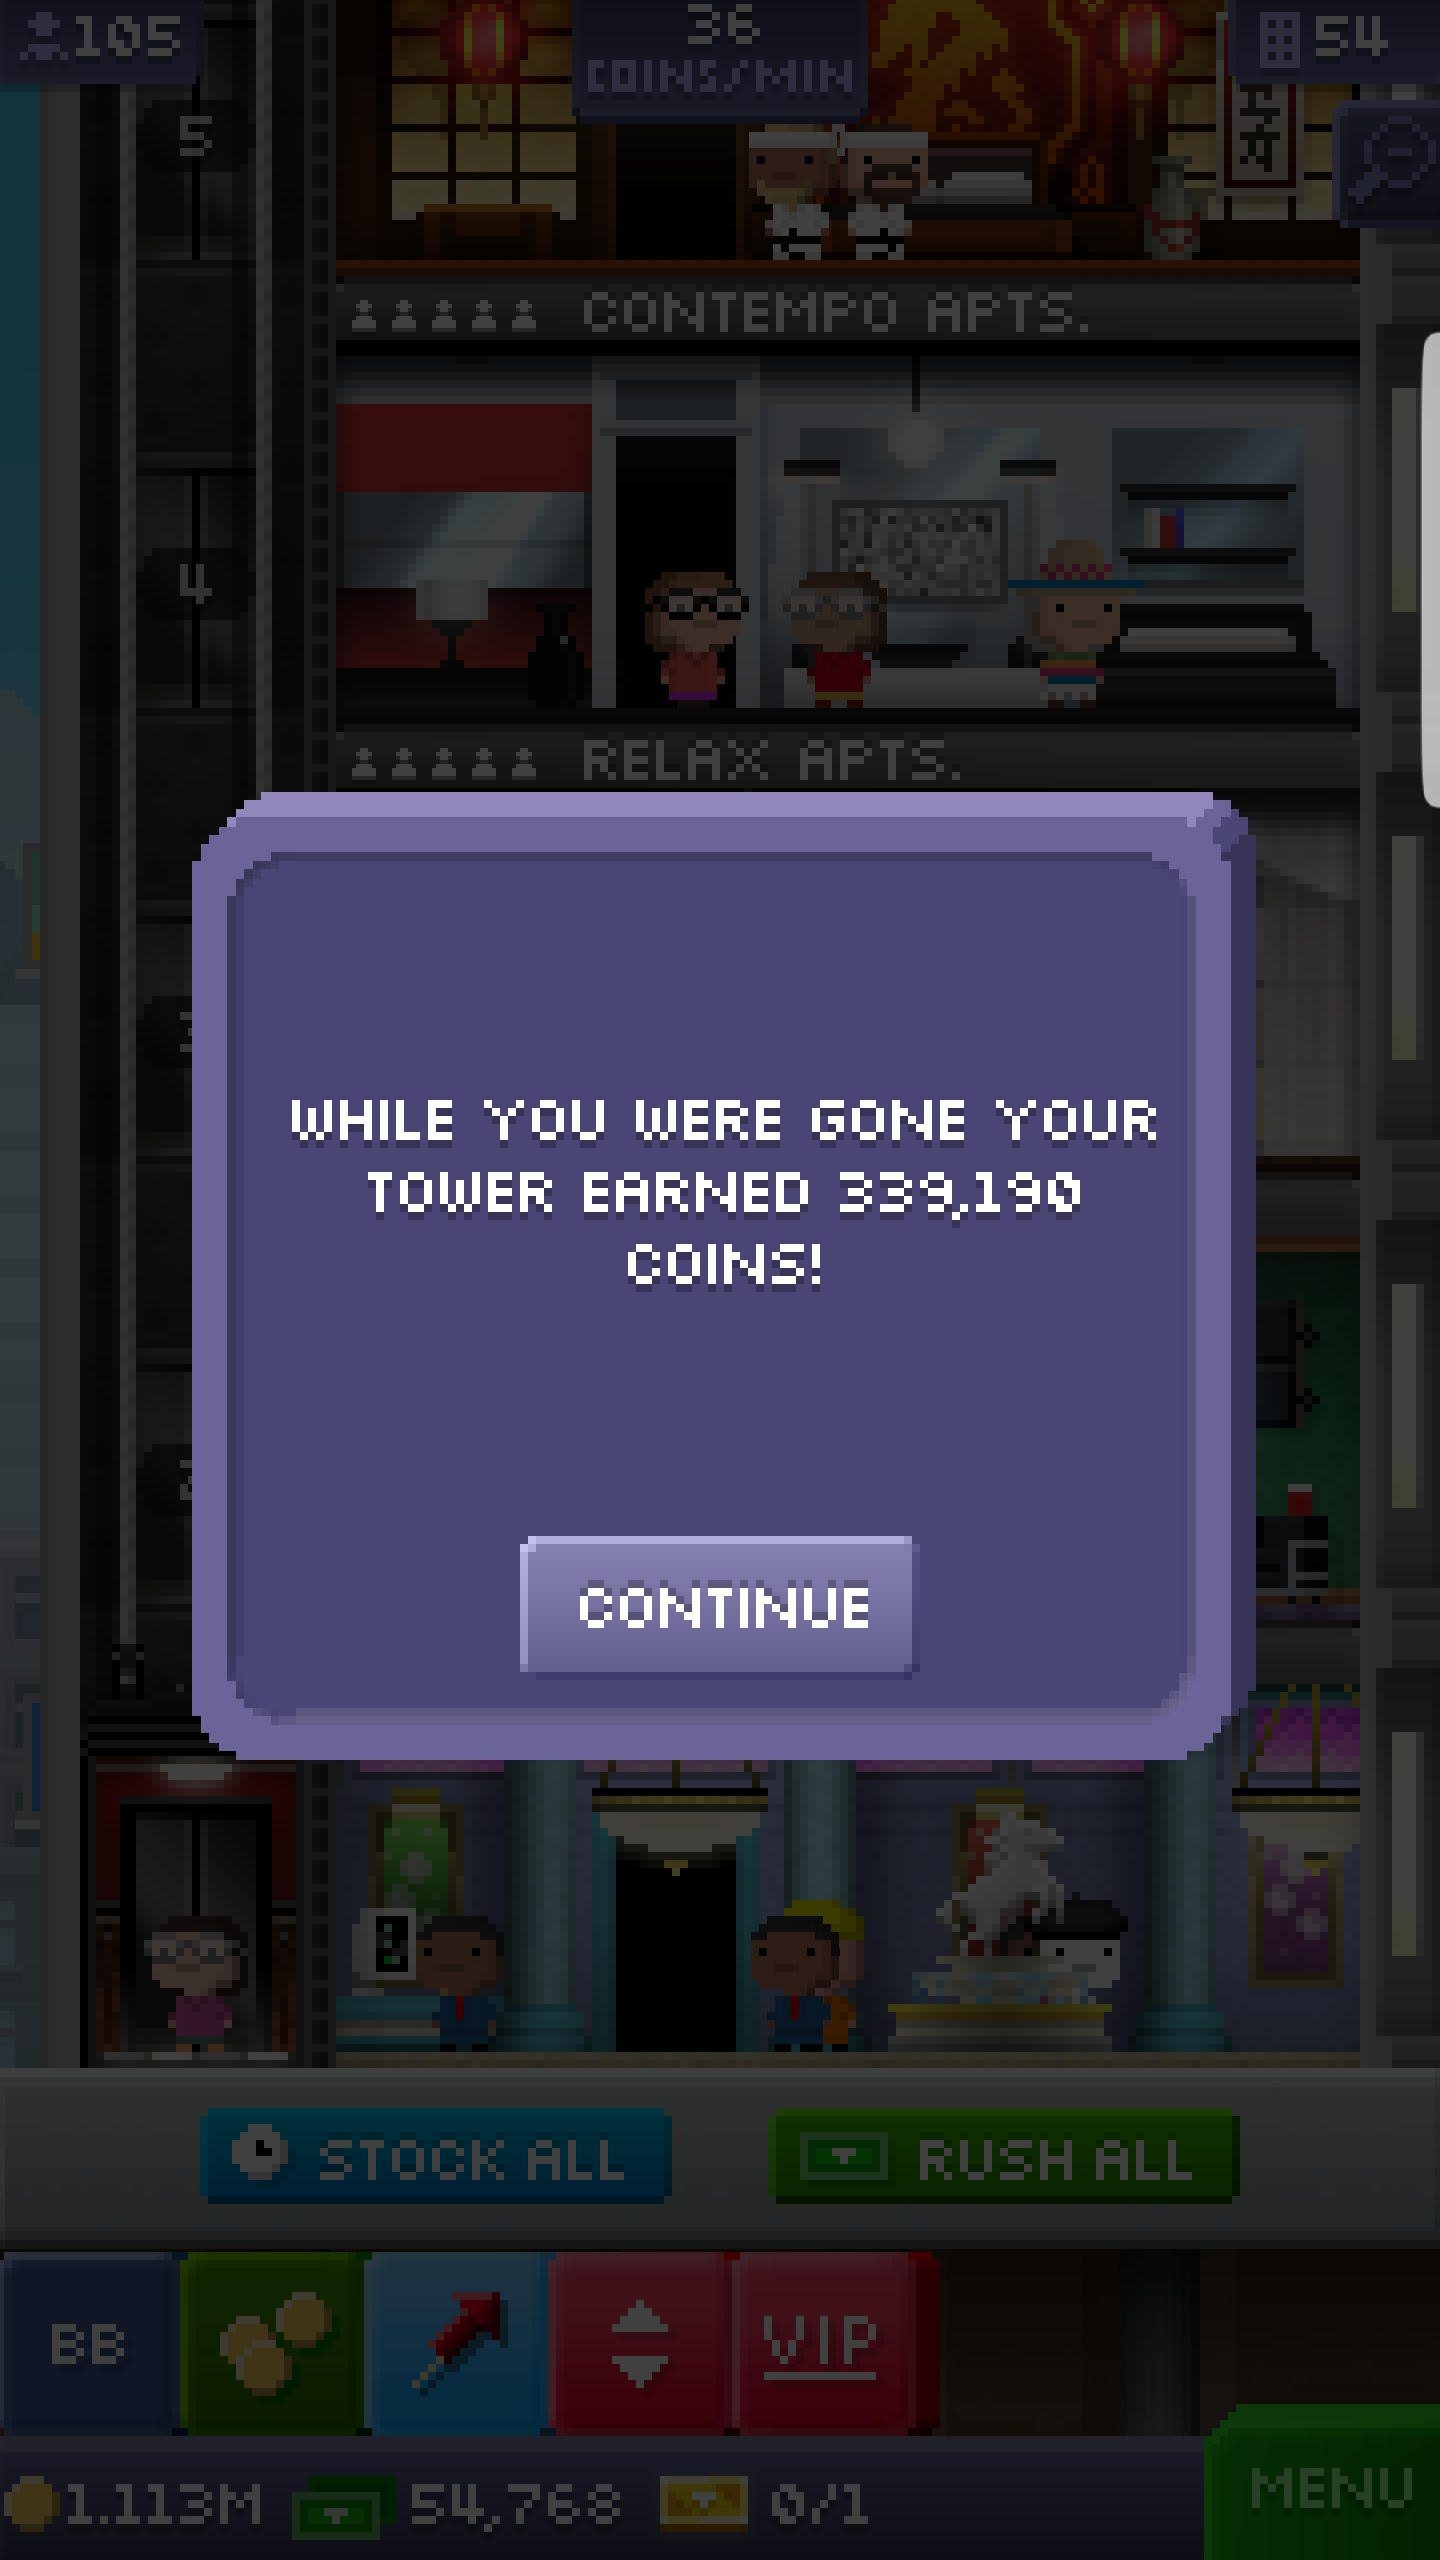 105
36
COINS/MIN
54
5
CONTEMPO APTS.
4
RELAX APTS.
WHILE YOU WERE GONE YOUR
TOWER EARNED 339,190
COINS!
CONTINUE
STOCK ALL
RUSH ALL
BB
VIP
1.113M
54,768
0/1
MENU